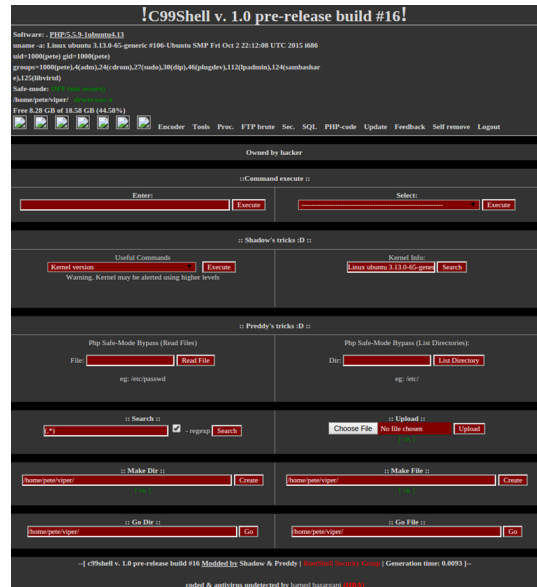 !C99Shell v. 1.0 pre-release build #16!
Software: . PHP/5.5.9-1ubuntu4.13
uname -a: Linux ubuntu 3.13.0-65-generic #106-Ubuntu SMP Fri Oct 2 22:12:08 UTC 2015 i686
uid=1000(pete) gid=1000(pete)
groups=1000(pete),4(adm),24(cdrom),27(sudo),30(dip),46(plugdev),112(lpadmin),124(sambashar
e),125(libvirtd)
Safe-mode: OFF (not secure)
/home/pete/viper/ drwxrwxr-x
Free 8.28 GB of 18.58 GB (44.58%)
Encoder Tools Proc. FTP brute Sec. SQL PHP-code Update Feedback Self remove Logout
Owned by hacker
::Command execute ::
Enter: Select:
Execute Execute
:: Shadow's tricks :D ::
Useful Commands Kernel Info:
Kernel version Execute Linux ubuntu 3.13.0-65-gener Search
Warning. Kernel may be alerted using higher levels
:: Preddy's tricks :D ::
Php Safe-Mode Bypass (Read Files) Php Safe-Mode Bypass (List Directories):
File: Read File Dir: List Directory
eg: /etc/passwd eg: /etc/
:: Search :: :: Upload ::
(.*) - regexp Search Choose File No file chosen Upload
[ ok ]
:: Make Dir :: :: Make File ::
/home/pete/viper/ Create /home/pete/viper/ Create
[ ok ] [ ok ]
:: Go Dir :: :: Go File ::
/home/pete/viper/ Go /home/pete/viper/ Go
--[ c99shell v. 1.0 pre-release build #16 Modded by Shadow & Preddy | RootShell Security Group | Generation time: 0.0093 ]--
coded & antivirus undetected by hamed bazargani